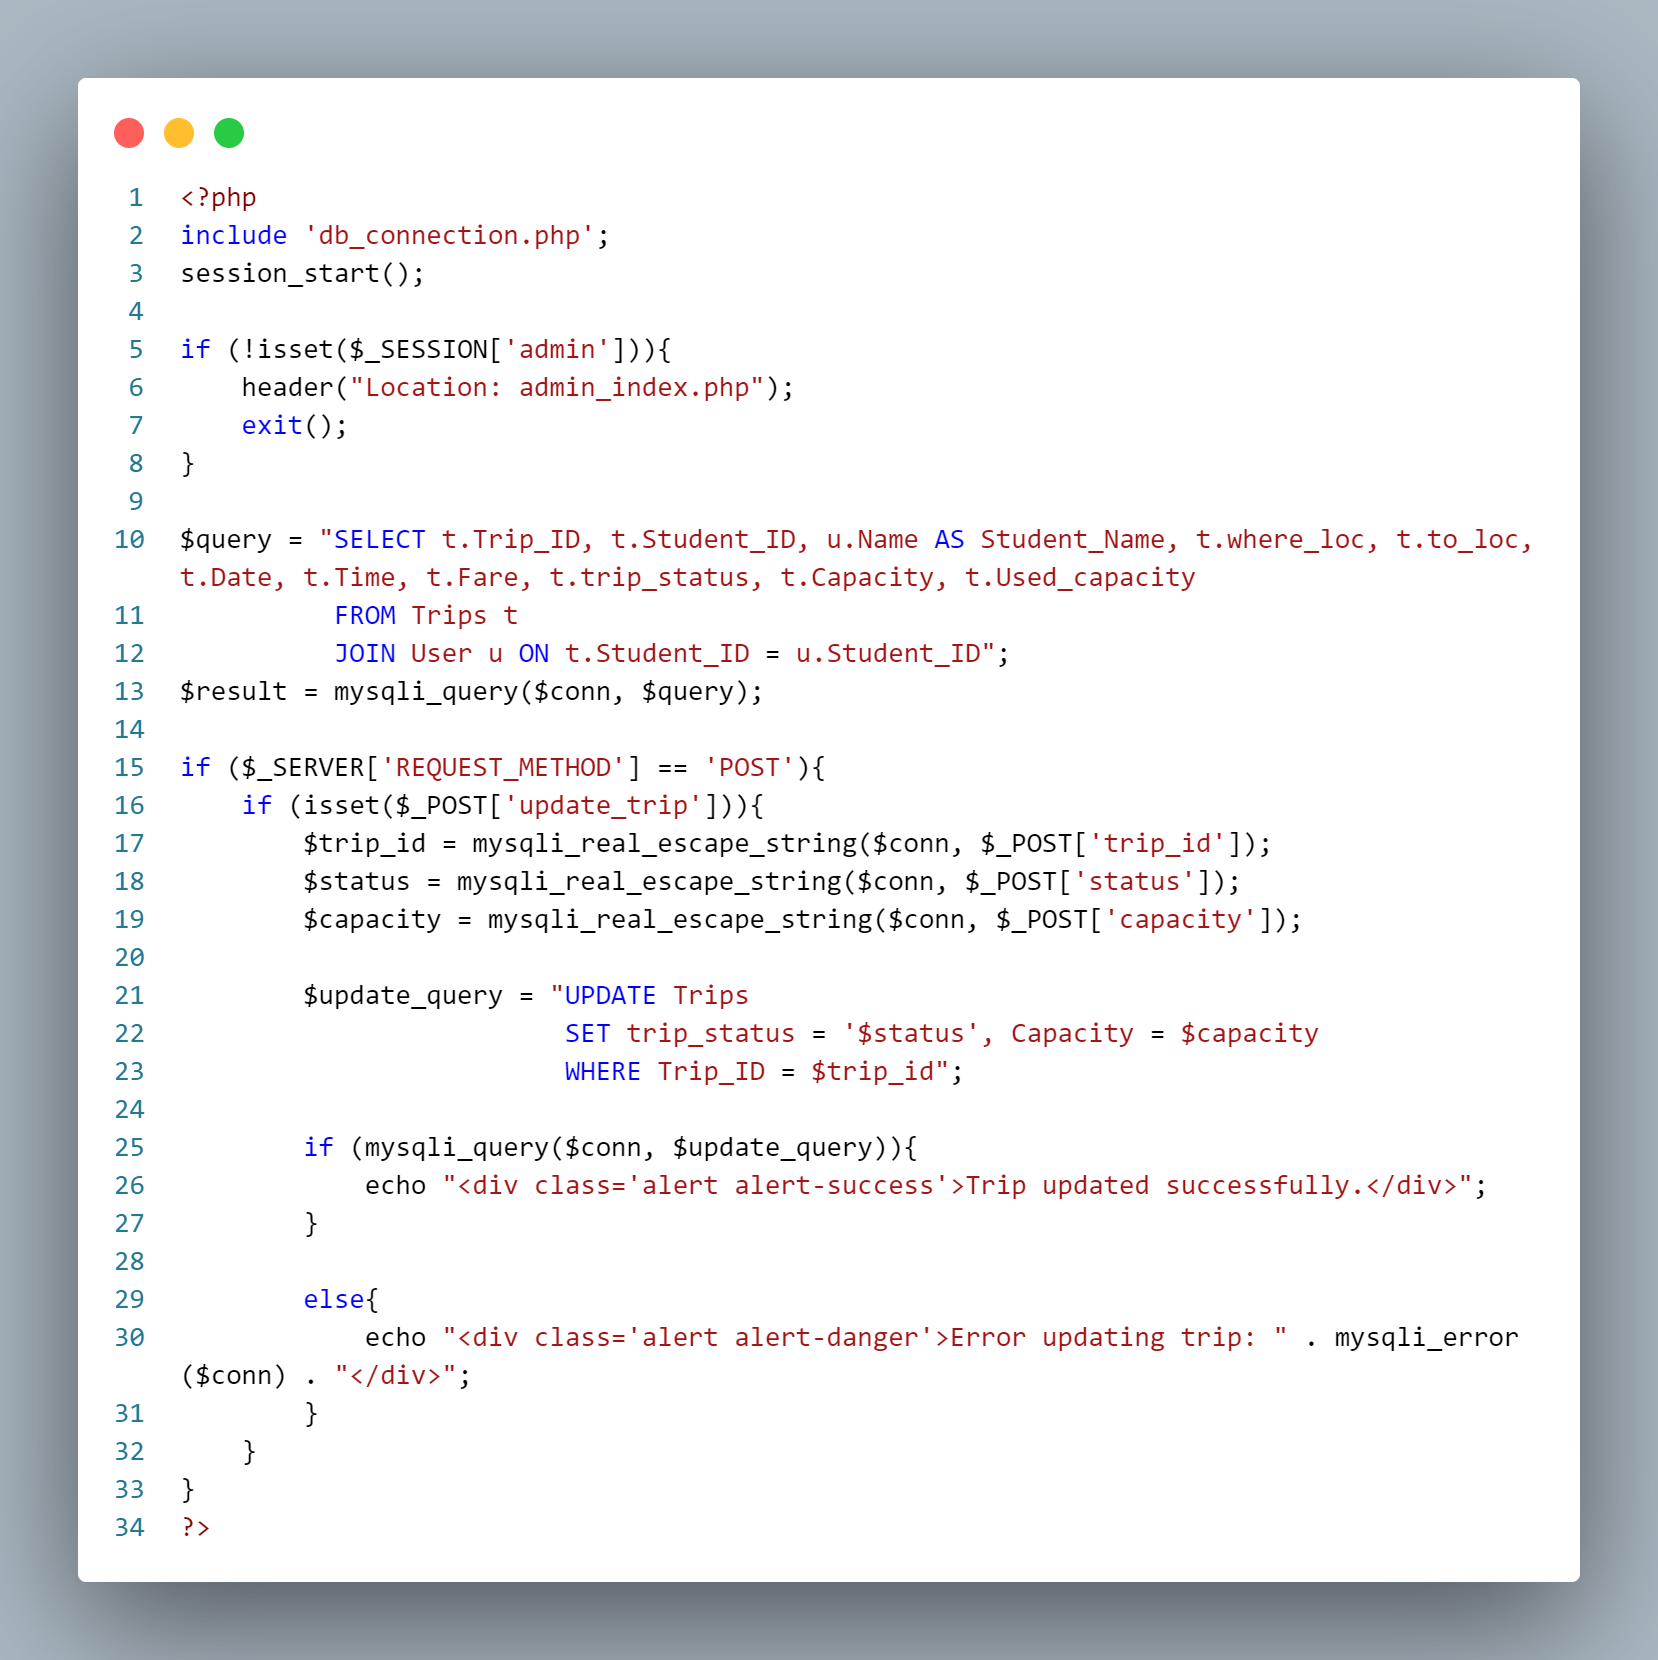 1 <?php
2 include 'db_connection.php';
3 session_start();
4
5 if (!isset($_SESSION['admin'])){
6     header("Location: admin_index.php");
7     exit();
8 }
9
10 $query = "SELECT t.Trip_ID, t.Student_ID, u.Name AS Student_Name, t.where_loc, t.to_loc,
t.Date, t.Time, t.Fare, t.trip_status, t.Capacity, t.Used_capacity
11           FROM Trips t
12           JOIN User u ON t.Student_ID = u.Student_ID";
13 $result = mysqli_query($conn, $query);
14
15 if ($_SERVER['REQUEST_METHOD'] == 'POST'){
16     if (isset($_POST['update_trip'])){
17         $trip_id = mysqli_real_escape_string($conn, $_POST['trip_id']);
18         $status = mysqli_real_escape_string($conn, $_POST['status']);
19         $capacity = mysqli_real_escape_string($conn, $_POST['capacity']);
20
21         $update_query = "UPDATE Trips
22                          SET trip_status = '$status', Capacity = $capacity
23                          WHERE Trip_ID = $trip_id";
24
25         if (mysqli_query($conn, $update_query)){
26             echo "<div class='alert alert-success'>Trip updated successfully.</div>";
27         }
28
29         else{
30             echo "<div class='alert alert-danger'>Error updating trip: " . mysqli_error
($conn) . "</div>";
31         }
32     }
33 }
34 ?>